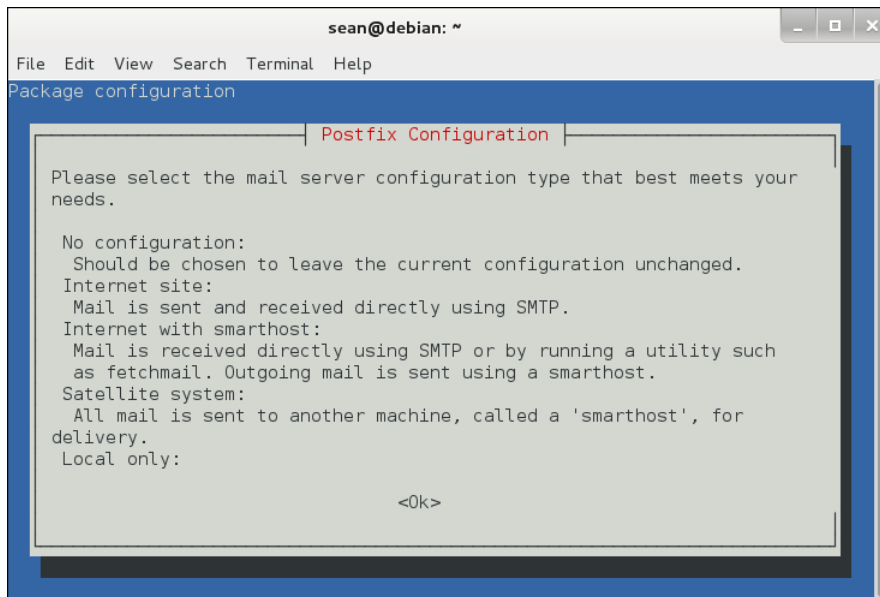 sean@debian: ~
File Edit View Search Terminal Help
Package configuration
Postfix Configuration
Please select the mail server configuration type that best meets your
needs.
No configuration:
Should be chosen to leave the current configuration unchanged.
Internet site:
Mail is sent and received directly using SMTP.
Internet with smarthost:
Mail is received directly using SMTP or by running a utility such
as fetchmail. Outgoing mail is sent using a smarthost.
Satellite system:
All mail is sent to another machine, called a 'smarthost', for
delivery.
Local only:
<Ok>